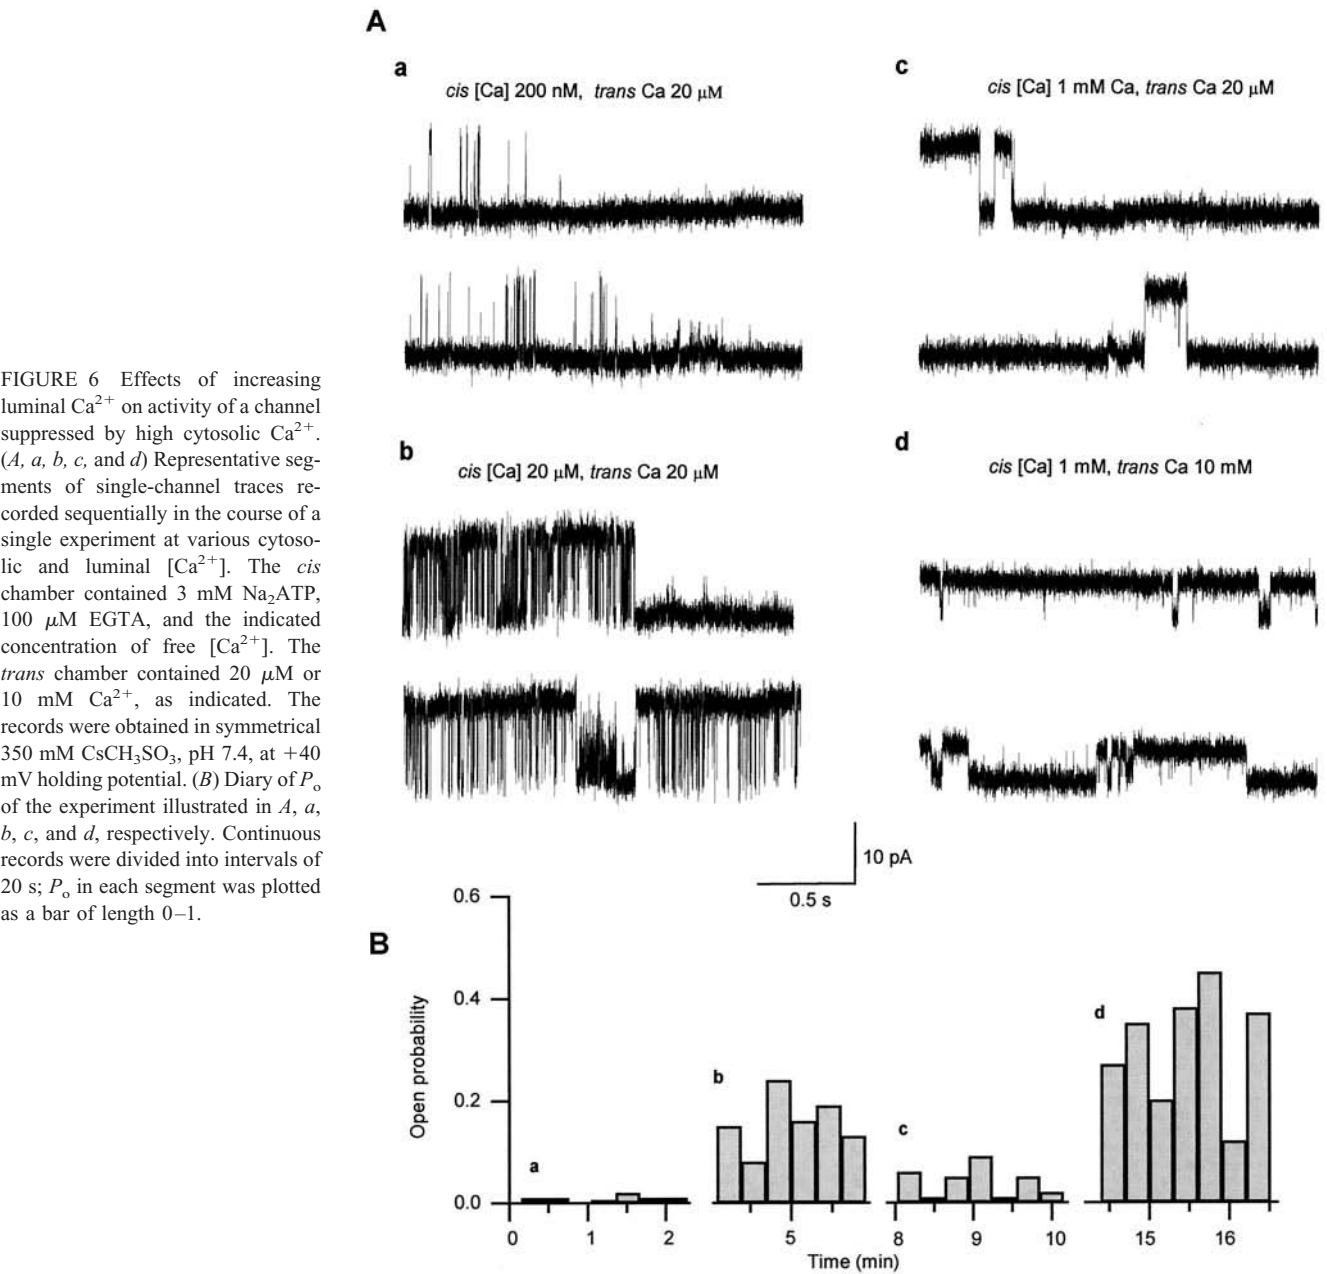 FIGURE 6 Effects of increasing
luminal Ca2+ on activity of a channel
suppressed by high cytosolic Ca2+.
(A, a, b, c, and d) Representative seg-
ments of single-channel traces re-
corded sequentially in the course of a
single experiment at various cytoso-
lic and luminal [Ca2+]. The cis
chamber contained 3 mM Na2ATP,
100 μM EGTA, and the indicated
concentration of free [Ca2+]. The
trans chamber contained 20 μM or
10 mM Ca2+, as indicated. The
records were obtained in symmetrical
350 mM CsCH3SO3, pH 7.4, at +40
mV holding potential. (B) Diary of Po
of the experiment illustrated in A, a,
b, c, and d, respectively. Continuous
records were divided into intervals of
20 s; Po in each segment was plotted
as a bar of length 0–1.
A
a
cis [Ca] 200 nM, trans Ca 20 μM
c
cis [Ca] 1 mM Ca, trans Ca 20 μM
b
cis [Ca] 20 μM, trans Ca 20 μM
d
cis [Ca] 1 mM, trans Ca 10 mM
10 pA
0.5 s
B
Open probability
0.6
0.4
0.2
0.0
a
b
c
d
0 1 2 5 8 9 10 15 16
Time (min)